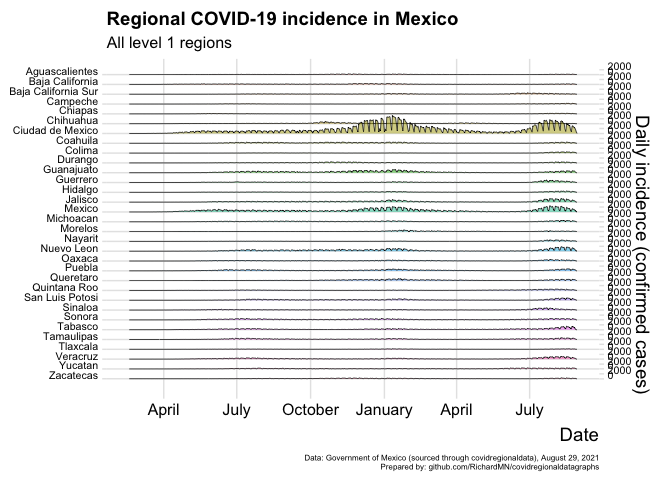 Regional COVID-19 incidence in Mexico
All level 1 regions
Aguascalientes
Baja California
Baja California Sur
Campeche
Chiapas
Chihuahua
Ciudad de Mexico
Coahuila
Colima
Durango
Guanajuato
Guerrero
Hidalgo
Jalisco
Mexico
Michoacan
Morelos
Nayarit
Nuevo Leon
Oaxaca
Puebla
Queretaro
Quintana Roo
San Luis Potosi
Sinaloa
Sonora
Tabasco
Tamaulipas
Tlaxcala
Veracruz
Yucatan
Zacatecas
2000
0
Daily incidence (confirmed cases)
April July October January April July
Date
Data: Government of Mexico (sourced through covidregionaldata), August 29, 2021
Prepared by: github.com/RichardMN/covidregionaldatagraphs